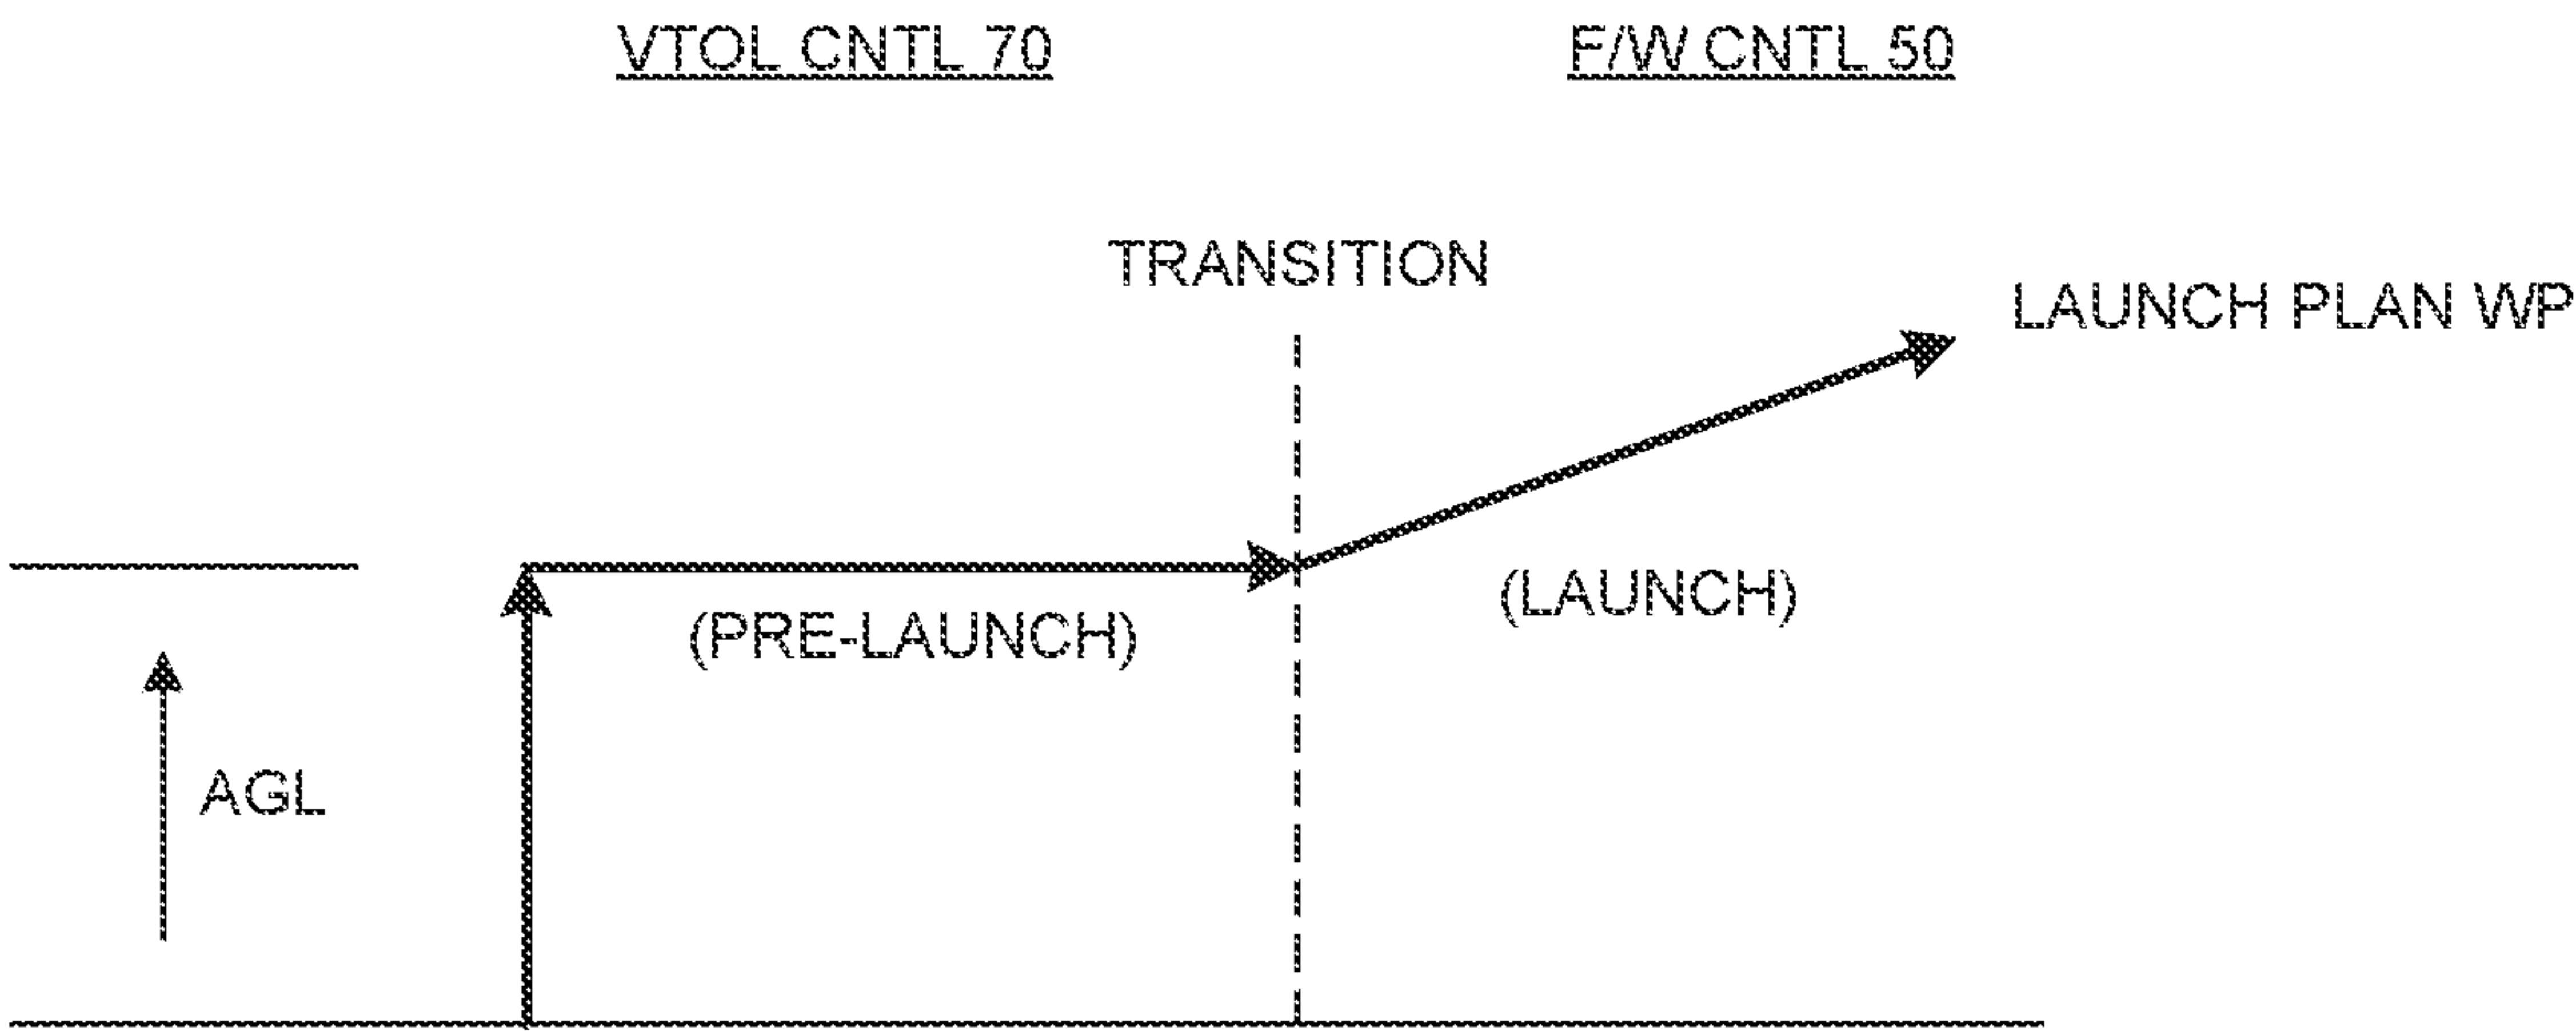 VTOL CNTL 70
F/W CNTL 50
TRANSITION
LAUNCH PLAN WP
(PRE-LAUNCH)
(LAUNCH)
AGL